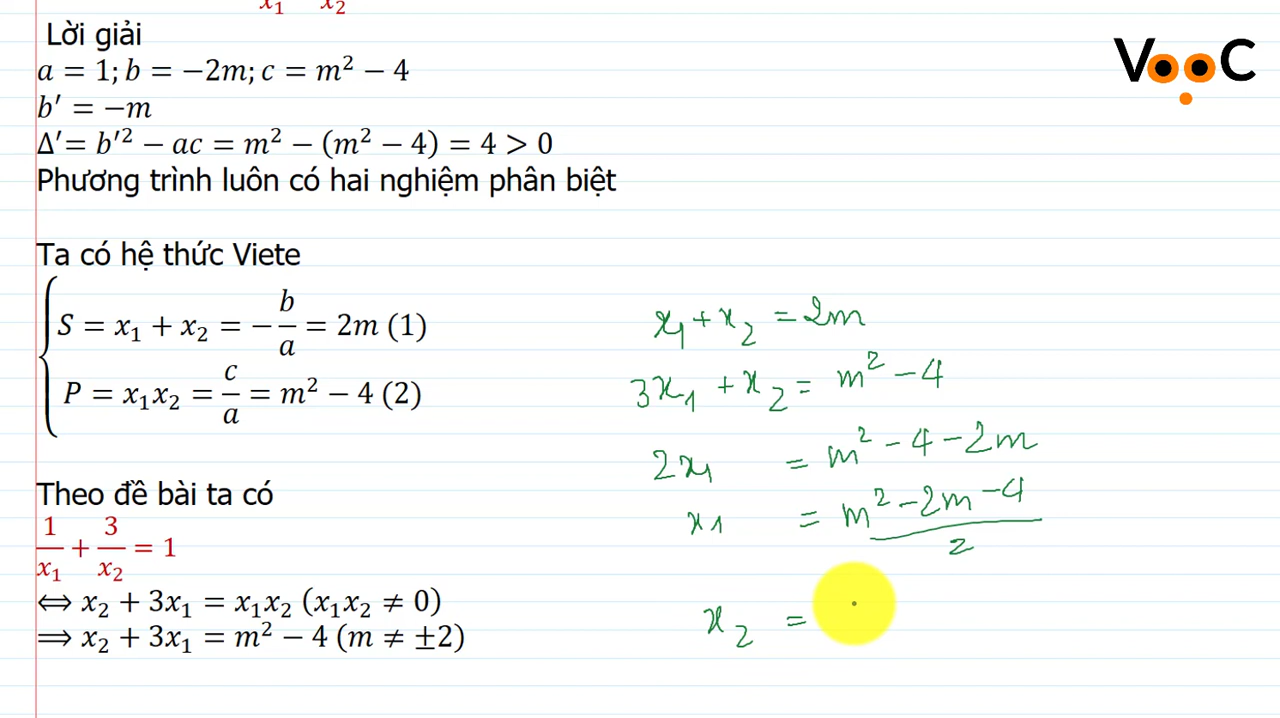 x₁ x₂
Lời giải
a = 1; b = −2m; c = m² − 4
b′ = −m
Δ′= b′² − ac = m² − (m² − 4) = 4 > 0
Phương trình luôn có hai nghiệm phân biệt
Ta có hệ thức Viete
S = x₁ + x₂ = −b/a = 2m (1)
P = x₁x₂ = c/a = m² − 4 (2)
Theo đề bài ta có
1/x₁ + 3/x₂ = 1
⟺ x₂ + 3x₁ = x₁x₂ (x₁x₂ ≠ 0)
⟹ x₂ + 3x₁ = m² − 4 (m ≠ ±2)
VooC
x₁ + x₂ = 2m
3x₁ + x₂ = m² − 4
2x₁ = m² − 4 − 2m
x₁ = (m² − 2m − 4)/2
x₂ =